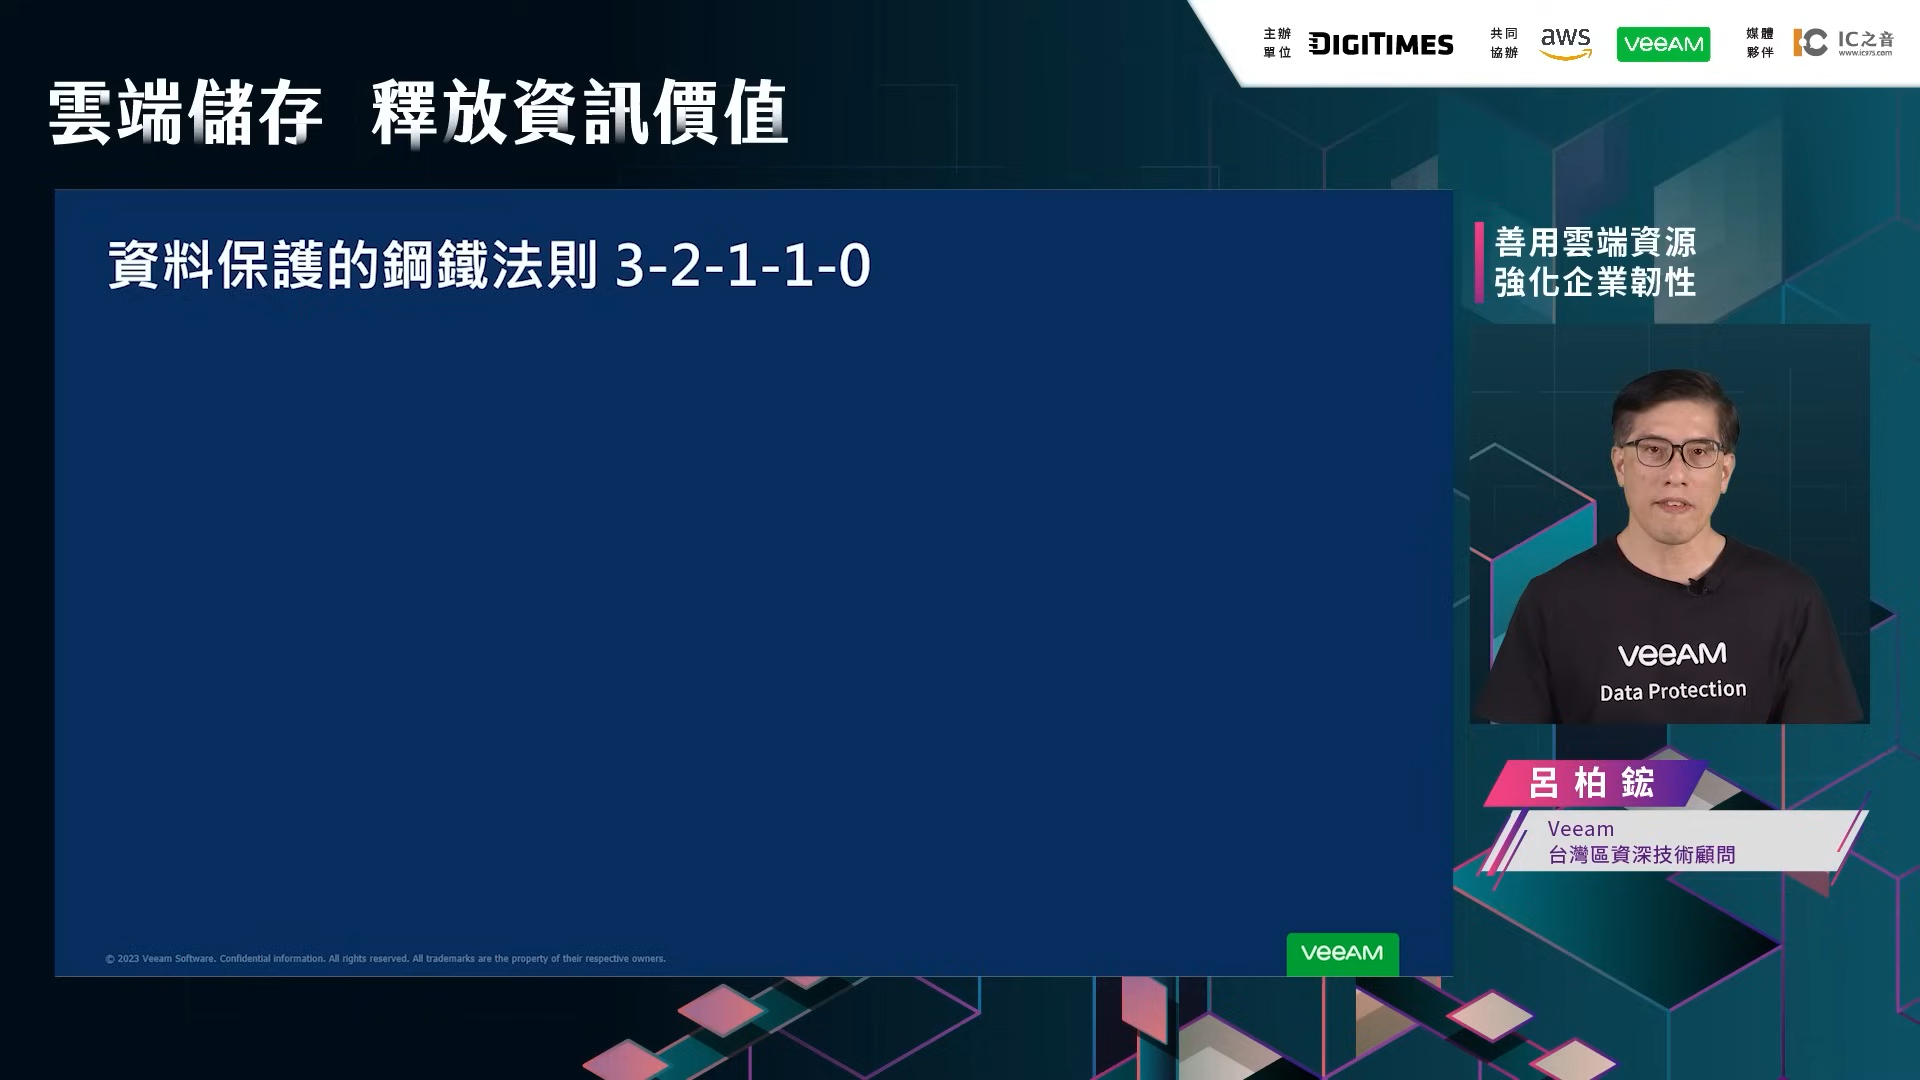 主辦
單位
DIGITIMES
共同
協辦
aws
veeAM
媒體
夥伴
IC之音
www.ic975.com
雲端儲存 釋放資訊價值
資料保護的鋼鐵法則 3-2-1-1-0
善用雲端資源
強化企業韌性
veeAM
Data Protection
呂柏鋐
Veeam
台灣區資深技術顧問
© 2023 Veeam Software. Confidential information. All rights reserved. All trademarks are the property of their respective owners.
veeAM